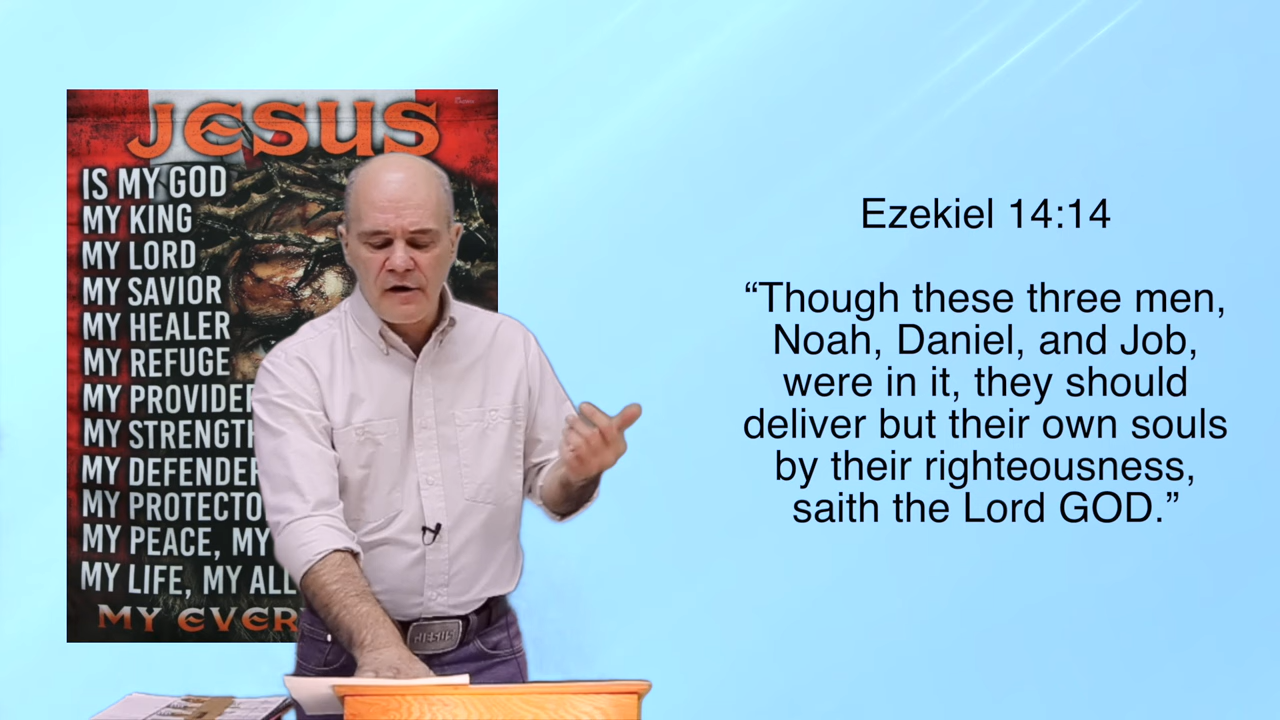 JESUS
IS MY GOD
MY KING
MY LORD
MY SAVIOR
MY HEALER
MY REFUGE
MY PROVIDER
MY STRENGTH
MY DEFENDER
MY PROTECTO
MY PEACE, MY
MY LIFE, MY ALL
MY EVER
JESUS
Ezekiel 14:14
“Though these three men,
Noah, Daniel, and Job,
were in it, they should
deliver but their own souls
by their righteousness,
saith the Lord GOD.”